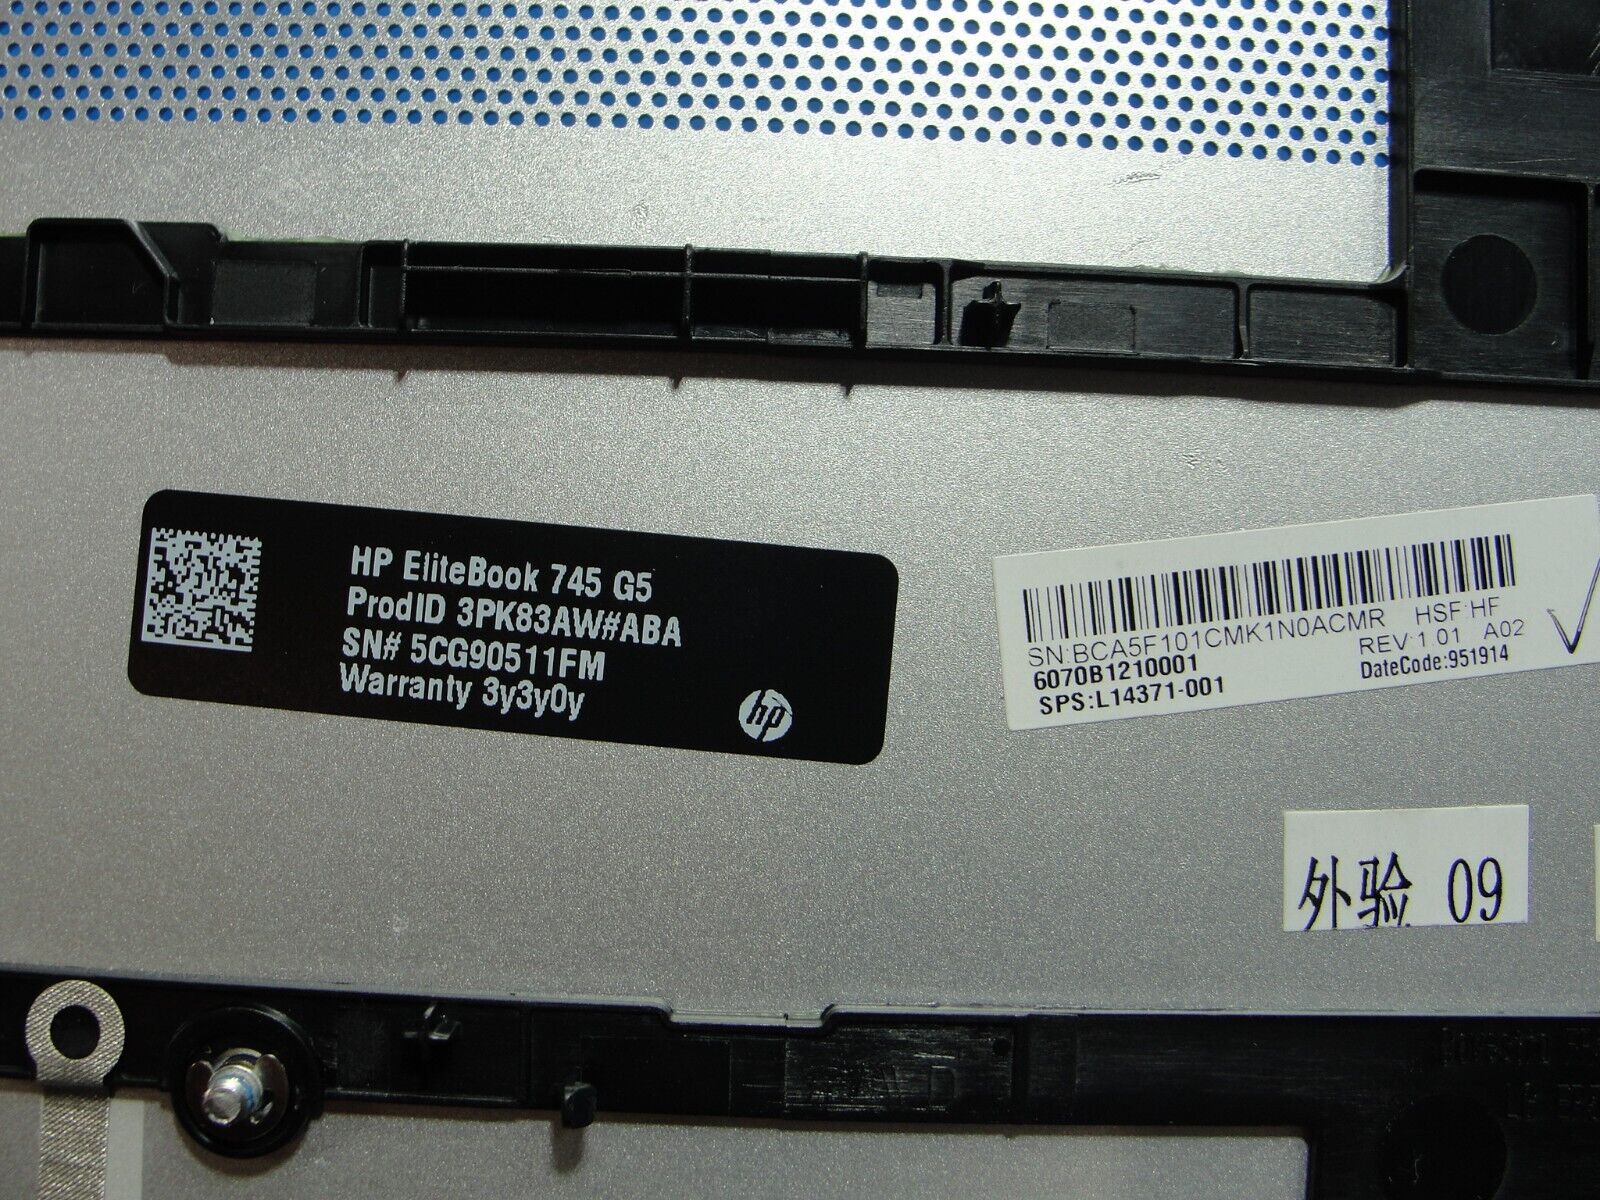 HP EliteBook 745 G5
ProdID 3PK83AW#ABA
SN# 5CG90511FM
Warranty 3y3y0y
hp
SN:BCA5F101CMK1N0ACMR HSF:HF
6070B1210001 REV:1.01 A02
SPS:L14371-001 DateCode:951914
外验 09